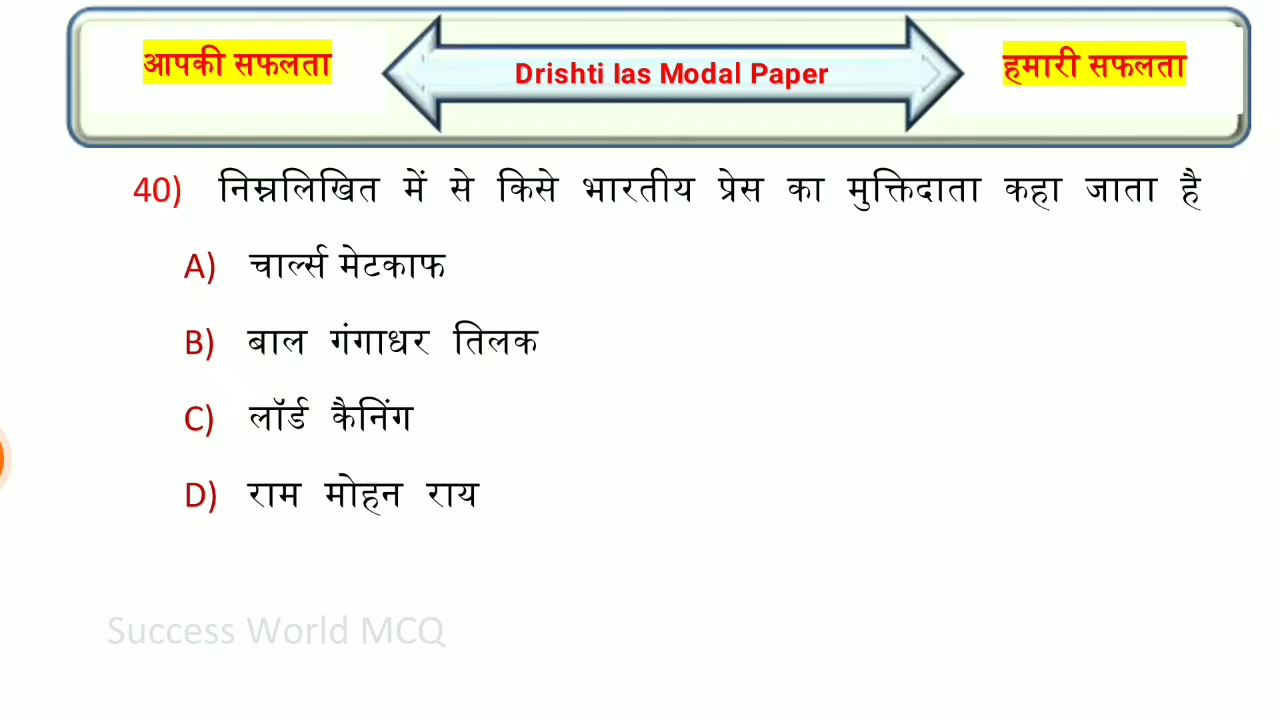 आपकी सफलता
Drishti Ias Modal Paper
हमारी सफलता
40) निम्नलिखित में से किसे भारतीय प्रेस का मुक्तिदाता कहा जाता है
A) चार्ल्स मेटकाफ
B) बाल गंगाधर तिलक
C) लॉर्ड कैनिंग
D) राम मोहन राय
Success World MCQ